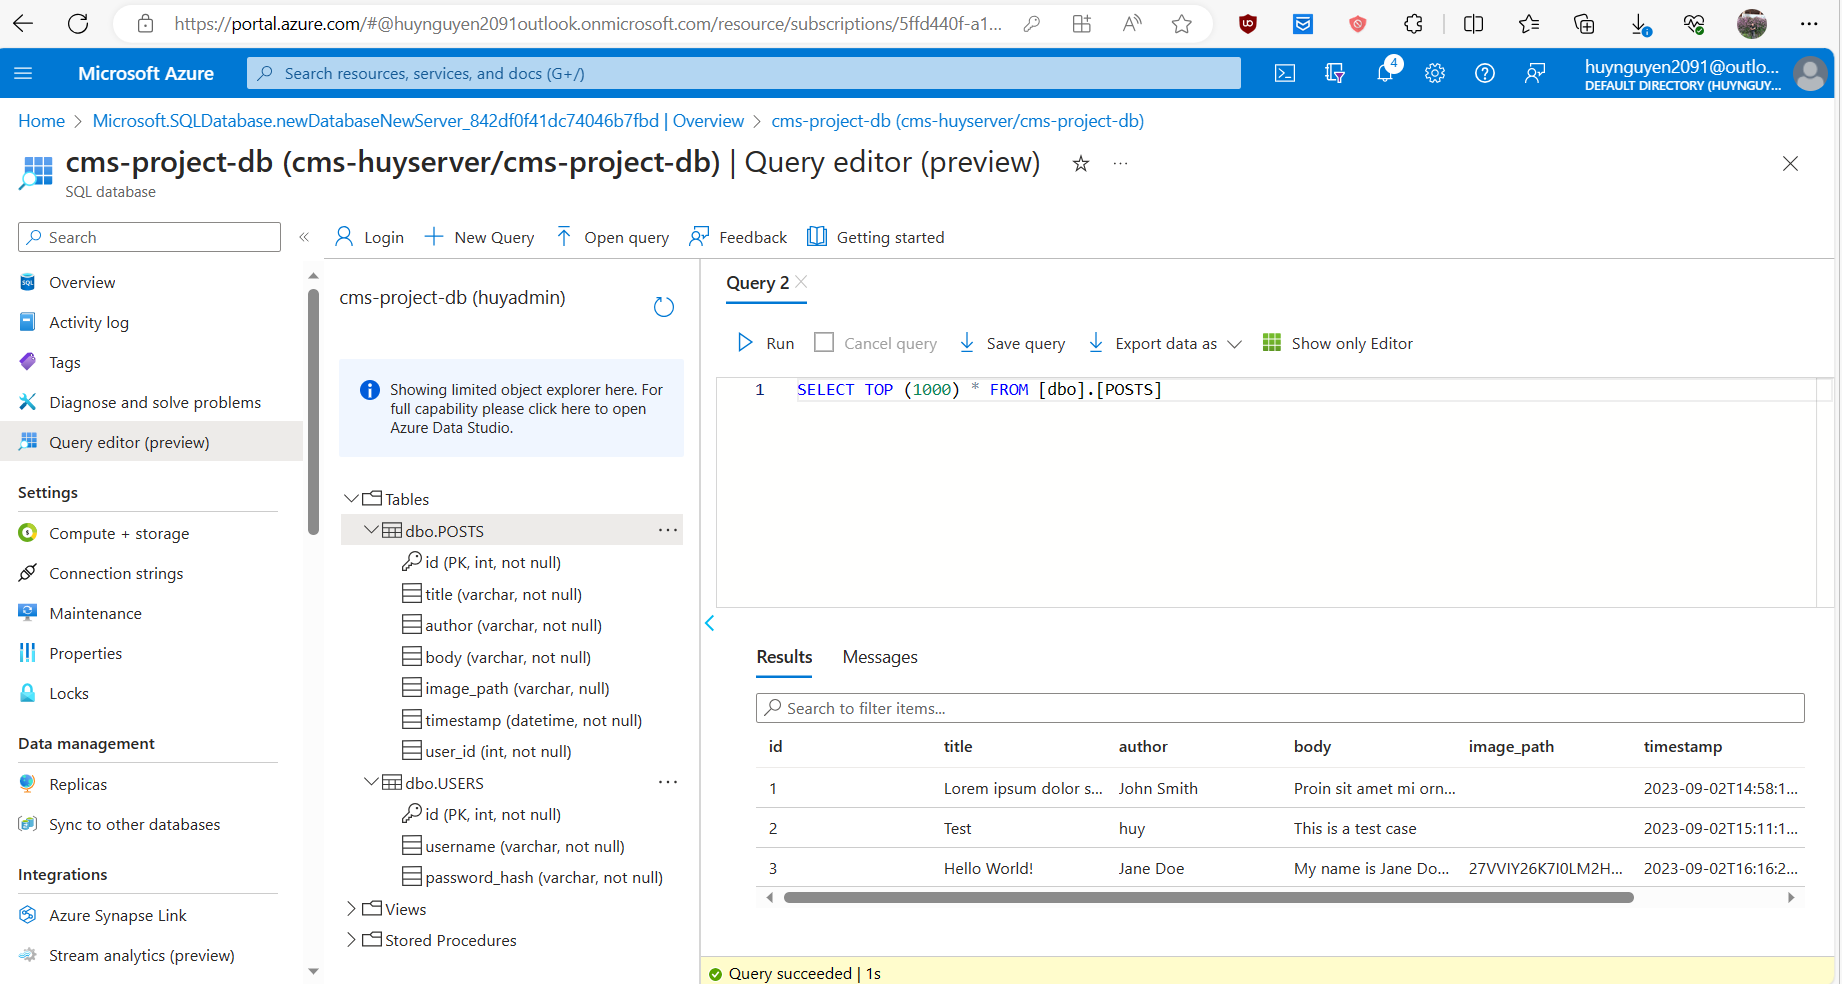 https://portal.azure.com/#@huynguyen2091outlook.onmicrosoft.com/resource/subscriptions/5ffd440f-a1...
Microsoft Azure
Search resources, services, and docs (G+/)
4
huynguyen2091@outlo...
DEFAULT DIRECTORY (HUYNGUY...
Home > Microsoft.SQLDatabase.newDatabaseNewServer_842df0f41dc74046b7fbd | Overview > cms-project-db (cms-huyserver/cms-project-db)
cms-project-db (cms-huyserver/cms-project-db) | Query editor (preview)
SQL database
Search
Login
New Query
Open query
Feedback
Getting started
Overview
Activity log
Tags
Diagnose and solve problems
Query editor (preview)
Settings
Compute + storage
Connection strings
Maintenance
Properties
Locks
Data management
Replicas
Sync to other databases
Integrations
Azure Synapse Link
Stream analytics (preview)
cms-project-db (huyadmin)
Showing limited object explorer here. For
full capability please click here to open
Azure Data Studio.
Tables
dbo.POSTS
id (PK, int, not null)
title (varchar, not null)
author (varchar, not null)
body (varchar, not null)
image_path (varchar, null)
timestamp (datetime, not null)
user_id (int, not null)
dbo.USERS
id (PK, int, not null)
username (varchar, not null)
password_hash (varchar, not null)
Views
Stored Procedures
Query 2
Run
Cancel query
Save query
Export data as
Show only Editor
1 SELECT TOP (1000) * FROM [dbo].[POSTS]
Results Messages
Search to filter items...
id title author body image_path timestamp
1 Lorem ipsum dolor s... John Smith Proin sit amet mi orn... 2023-09-02T14:58:1...
2 Test huy This is a test case 2023-09-02T15:11:1...
3 Hello World! Jane Doe My name is Jane Do... 27VVIY26K7I0LM2H... 2023-09-02T16:16:2...
Query succeeded | 1s